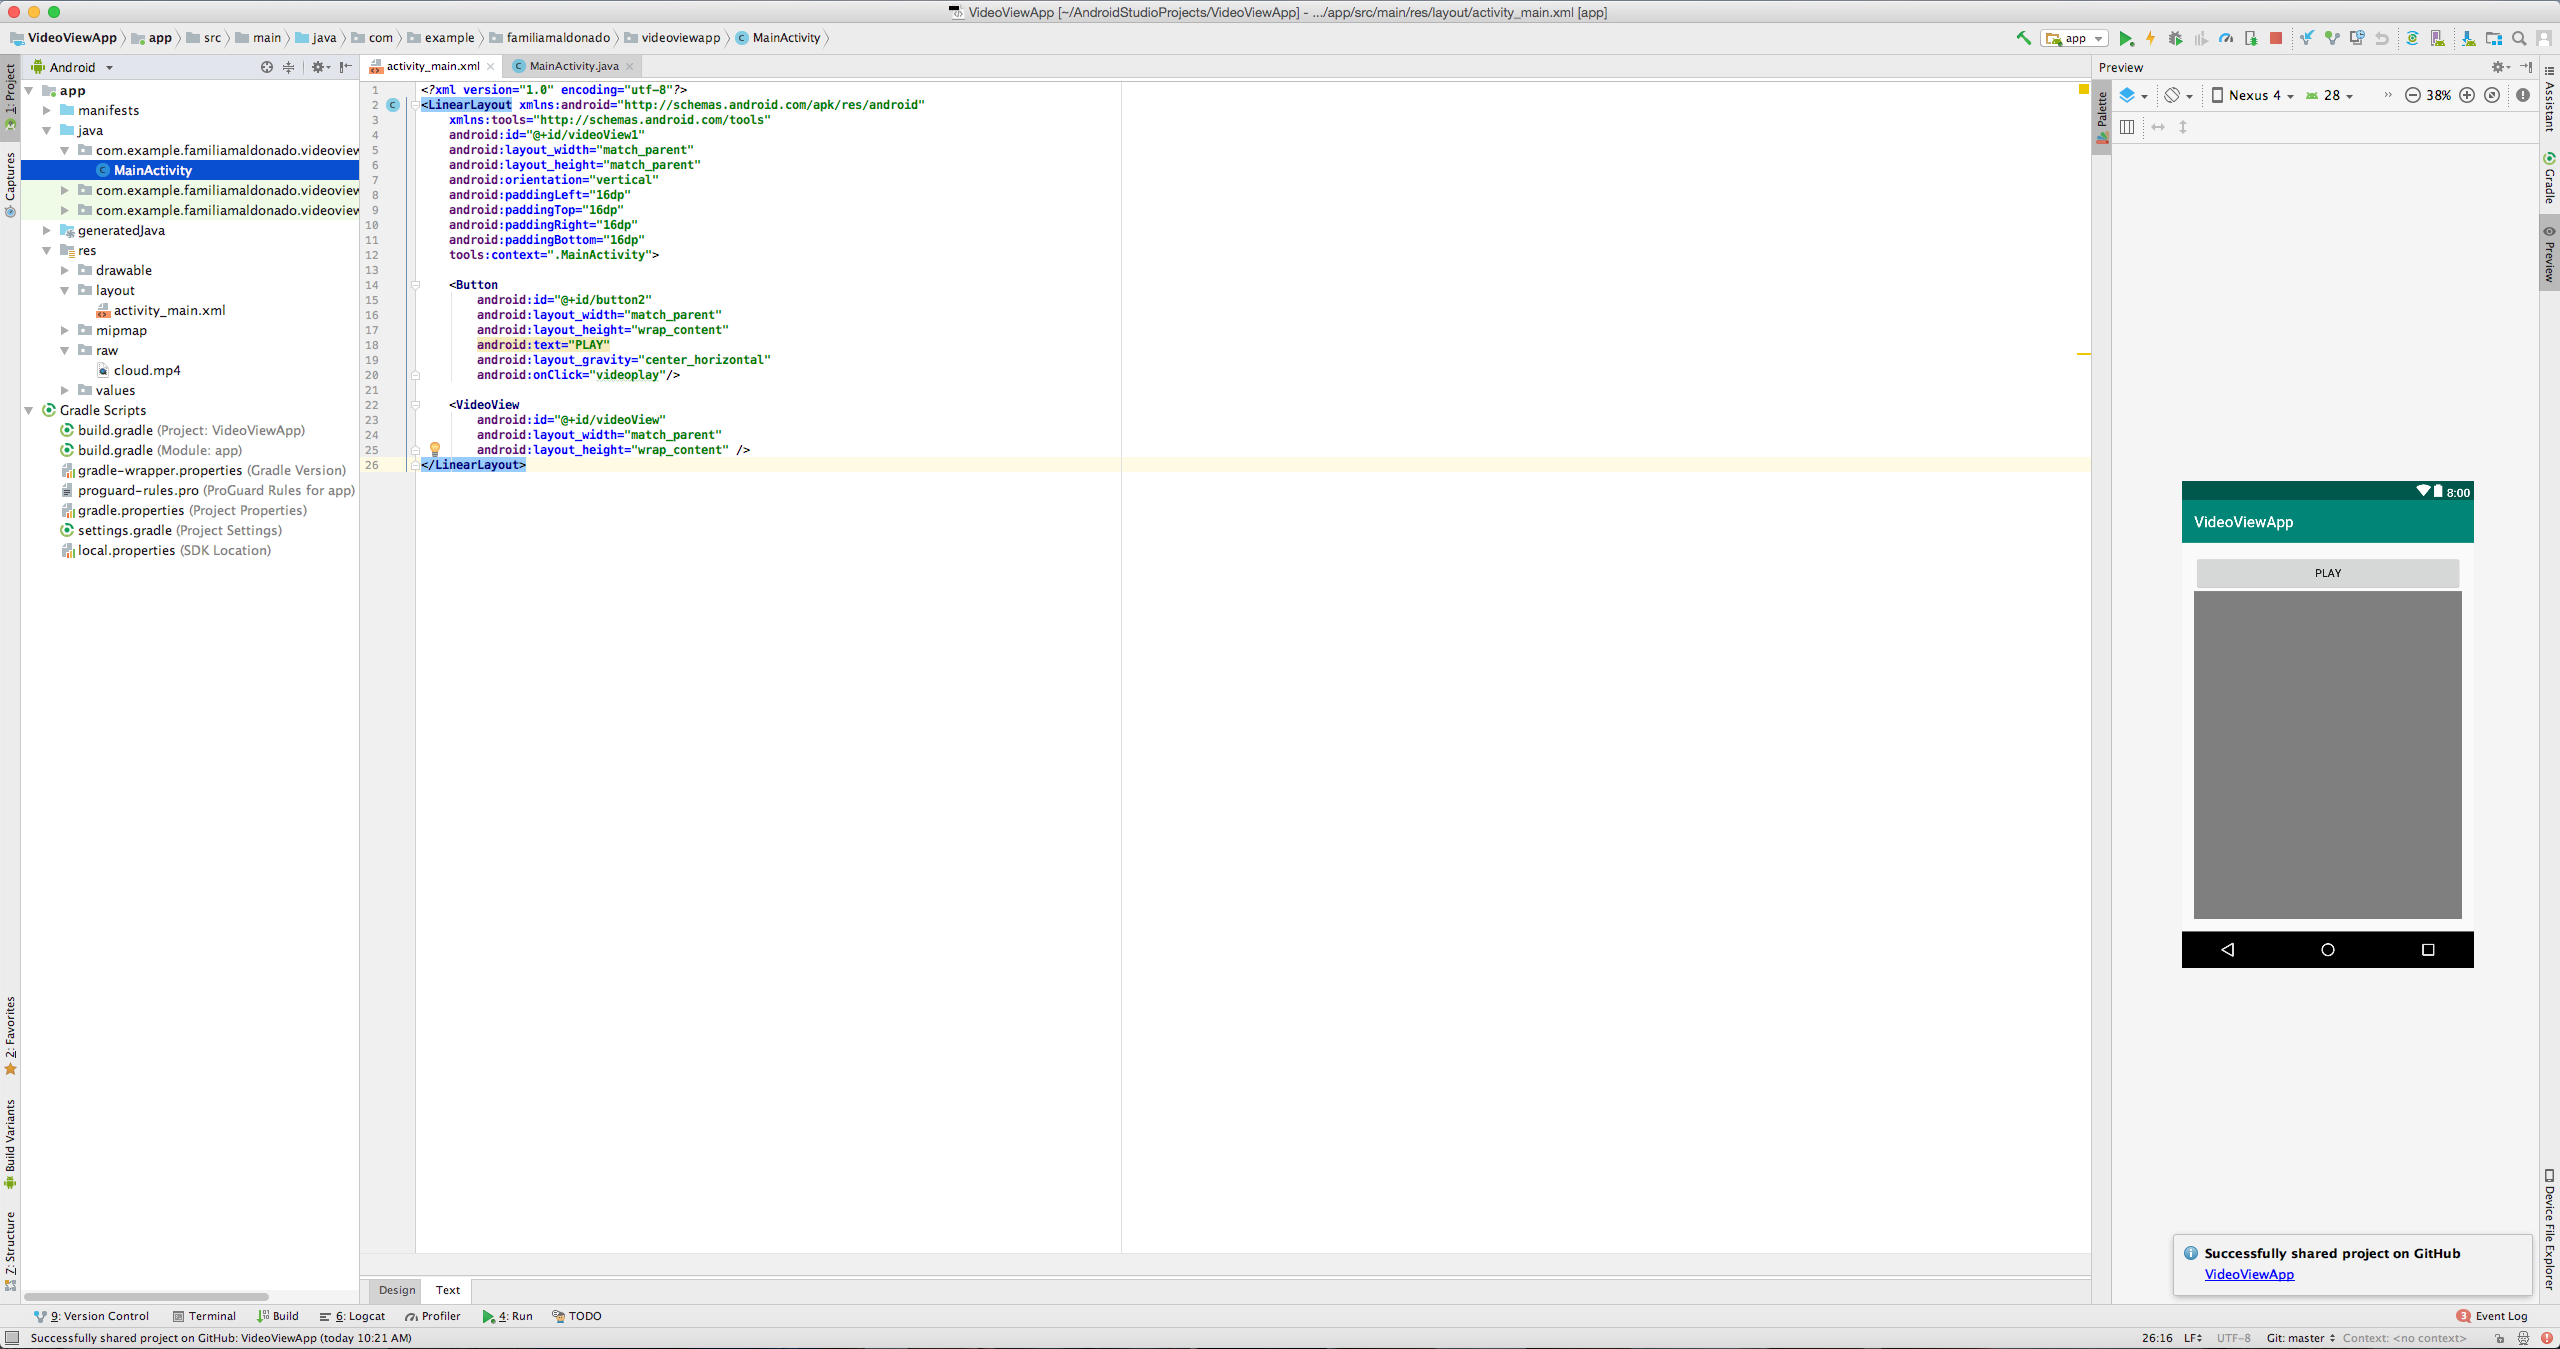 VideoViewApp [~/AndroidStudioProjects/VideoViewApp] - .../app/src/main/res/layout/activity_main.xml [app]
VideoViewApp app src main java com example familiamaldonado videoviewapp MainActivity
app
1: Project
Captures
2: Favorites
Build Variants
7: Structure
Android
app
manifests
java
com.example.familiamaldonado.videoview
MainActivity
com.example.familiamaldonado.videoview
com.example.familiamaldonado.videoview
generatedJava
res
drawable
layout
activity_main.xml
mipmap
raw
cloud.mp4
values
Gradle Scripts
build.gradle (Project: VideoViewApp)
build.gradle (Module: app)
gradle-wrapper.properties (Gradle Version)
proguard-rules.pro (ProGuard Rules for app)
gradle.properties (Project Properties)
settings.gradle (Project Settings)
local.properties (SDK Location)
activity_main.xml MainActivity.java
1 <?xml version="1.0" encoding="utf-8"?>
2 <LinearLayout xmlns:android="http://schemas.android.com/apk/res/android"
3 xmlns:tools="http://schemas.android.com/tools"
4 android:id="@+id/videoView1"
5 android:layout_width="match_parent"
6 android:layout_height="match_parent"
7 android:orientation="vertical"
8 android:paddingLeft="16dp"
9 android:paddingTop="16dp"
10 android:paddingRight="16dp"
11 android:paddingBottom="16dp"
12 tools:context=".MainActivity">
13
14 <Button
15 android:id="@+id/button2"
16 android:layout_width="match_parent"
17 android:layout_height="wrap_content"
18 android:text="PLAY"
19 android:layout_gravity="center_horizontal"
20 android:onClick="videoplay"/>
21
22 <VideoView
23 android:id="@+id/videoView"
24 android:layout_width="match_parent"
25 android:layout_height="wrap_content" />
26 </LinearLayout>
Design Text
Preview
Palette
Nexus 4 28 38%
8:00
VideoViewApp
PLAY
Successfully shared project on GitHub
VideoViewApp
Assistant
Gradle
Preview
Device File Explorer
9: Version Control Terminal Build 6: Logcat Profiler 4: Run TODO
3 Event Log
Successfully shared project on GitHub: VideoViewApp (today 10:21 AM)
26:16 LF UTF-8 Git: master Context: <no context>